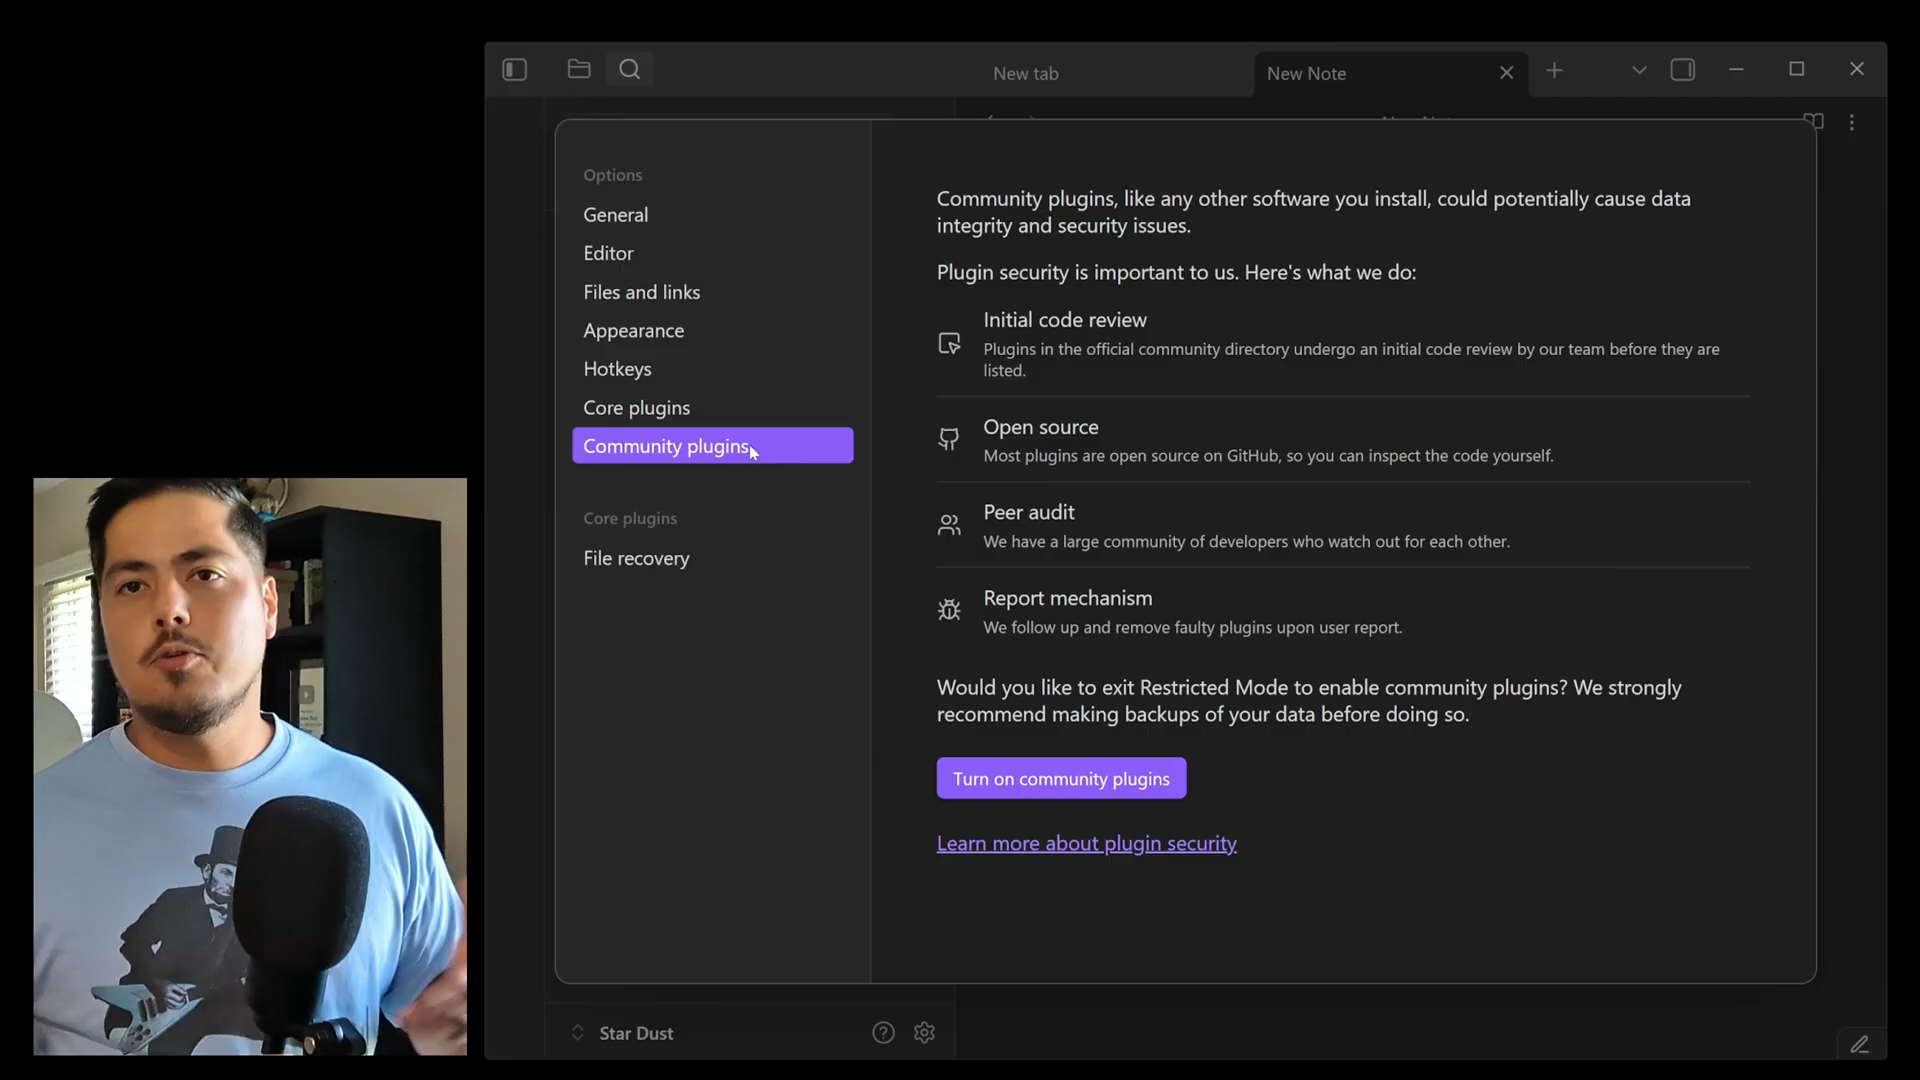 New tab
New Note
Options
General
Editor
Files and links
Appearance
Hotkeys
Core plugins
Community plugins
Core plugins
File recovery
Community plugins, like any other software you install, could potentially cause data
integrity and security issues.
Plugin security is important to us. Here's what we do:
Initial code review
Plugins in the official community directory undergo an initial code review by our team before they are
listed.
Open source
Most plugins are open source on GitHub, so you can inspect the code yourself.
Peer audit
We have a large community of developers who watch out for each other.
Report mechanism
We follow up and remove faulty plugins upon user report.
Would you like to exit Restricted Mode to enable community plugins? We strongly
recommend making backups of your data before doing so.
Turn on community plugins
Learn more about plugin security
Star Dust